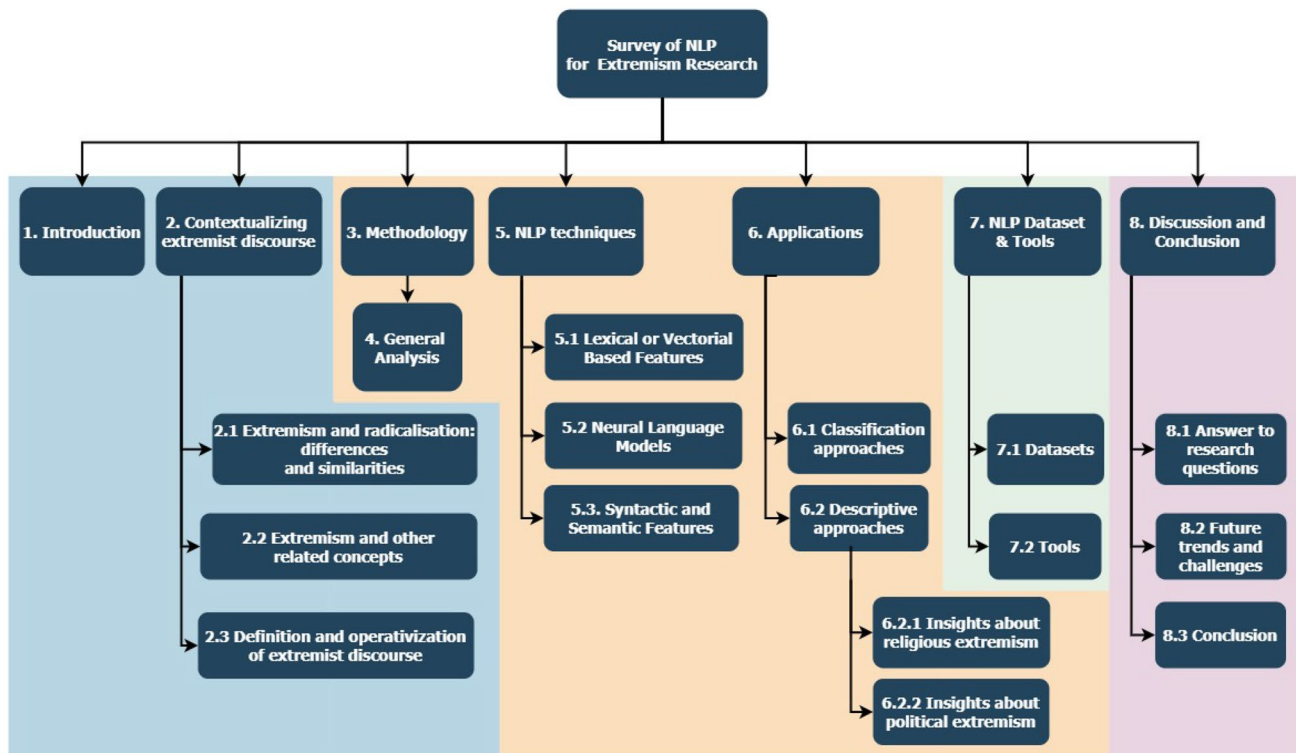 Survey of NLP
for Extremism Research
1. Introduction
2. Contextualizing
extremist discourse
3. Methodology
5. NLP techniques
6. Applications
7. NLP Dataset
& Tools
8. Discussion and
Conclusion
4. General
Analysis
5.1 Lexical or Vectorial
Based Features
2.1 Extremism and radicalisation:
differences
and similarities
5.2 Neural Language
Models
6.1 Classification
approaches
7.1 Datasets
8.1 Answer to
research
questions
2.2 Extremism and other
related concepts
5.3. Syntactic and
Semantic Features
6.2 Descriptive
approaches
7.2 Tools
8.2 Future
trends and
challenges
2.3 Definition and operativization
of extremist discourse
6.2.1 Insights about
religious extremism
8.3 Conclusion
6.2.2 Insights about
political extremism